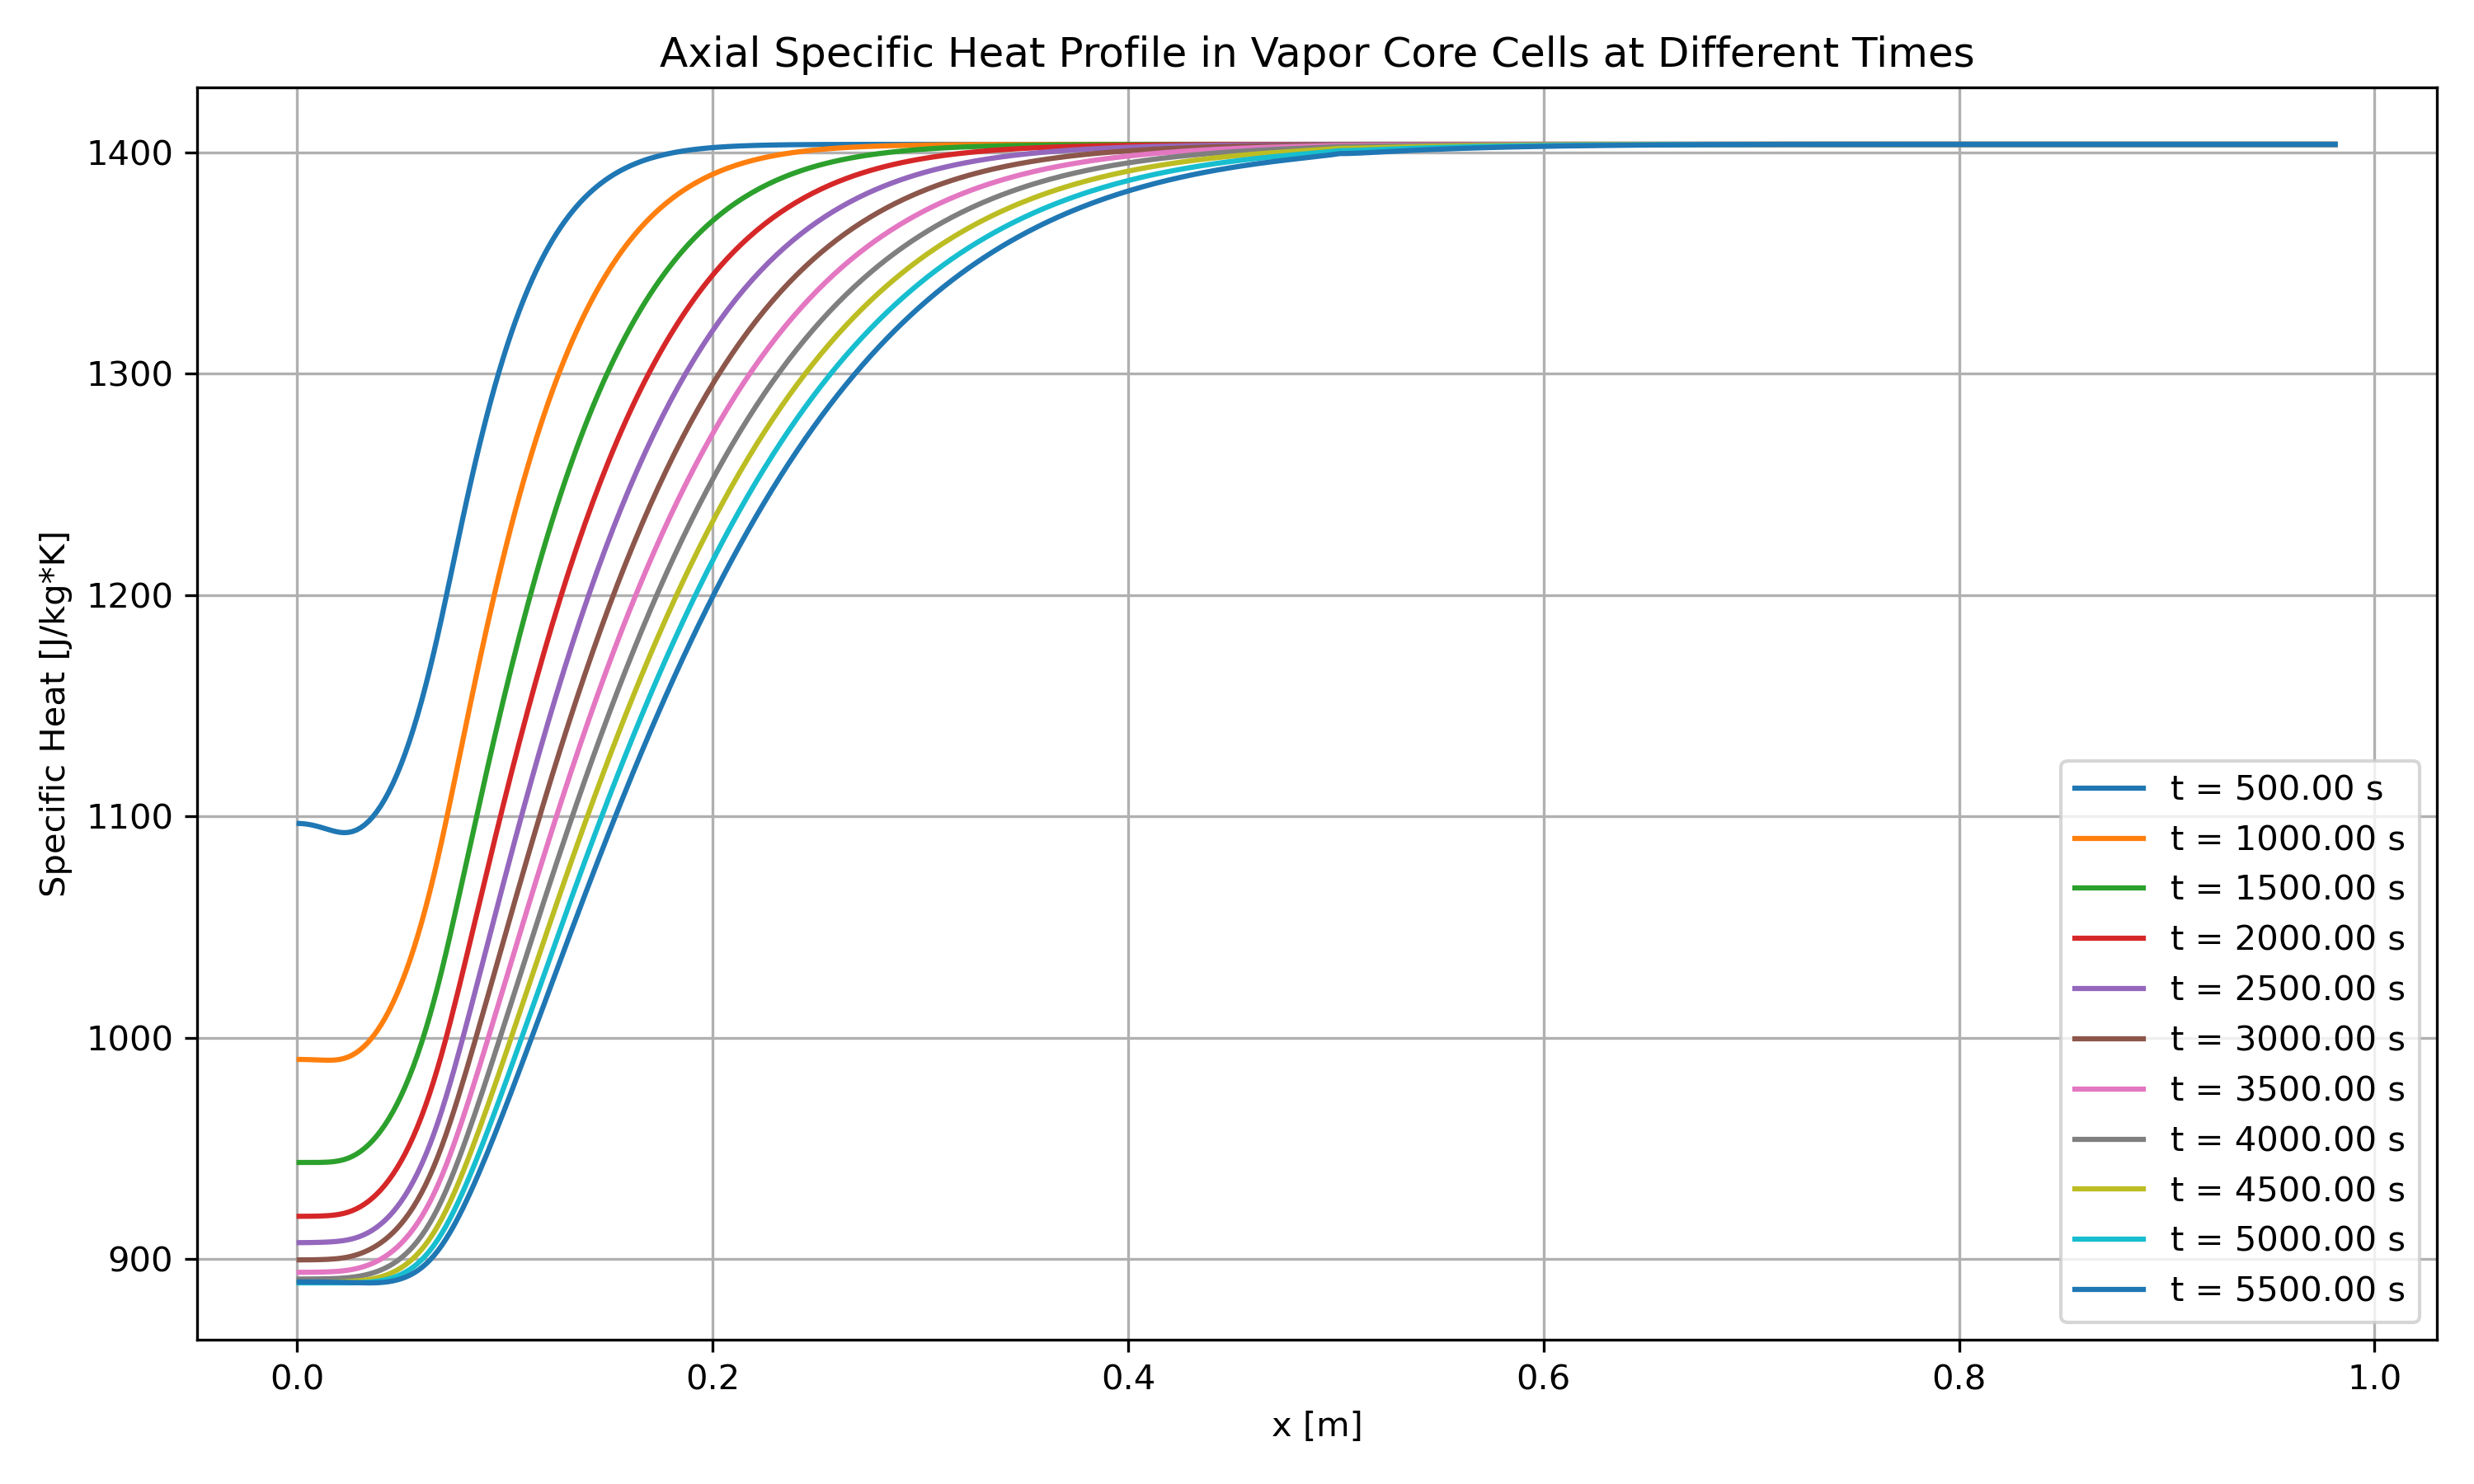 Axial Specific Heat Profile in Vapor Core Cells at Different Times
Specific Heat [J/kg*K]
1400
1300
1200
1100
1000
900
0.0 0.2 0.4 0.6 0.8 1.0
x [m]
t = 500.00 s
t = 1000.00 s
t = 1500.00 s
t = 2000.00 s
t = 2500.00 s
t = 3000.00 s
t = 3500.00 s
t = 4000.00 s
t = 4500.00 s
t = 5000.00 s
t = 5500.00 s